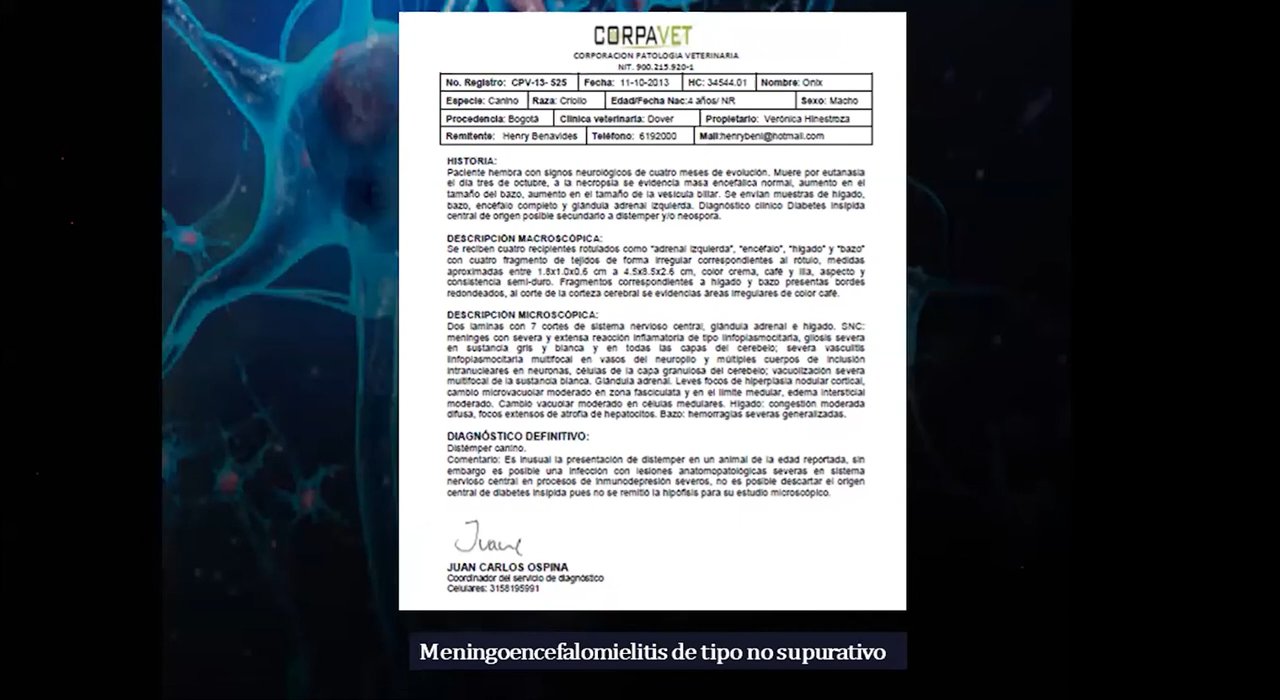 CORPAVET
CORPORACION PATOLOGIA VETERINARIA
NIT. 900.215.920-1
No. Registro: CPV-13- 525 Fecha: 11-10-2013 HC: 34544.01 Nombre: Onix
Especie: Canino Raza: Criollo Edad/Fecha Nac:4 años/ NR Sexo: Macho
Procedencia: Bogotá Clínica veterinaria: Dover Propietario: Verónica Hinestroza
Remitente: Henry Benavides Teléfono: 6192000 Mail:henrybeni@hotmail.com
HISTORIA:
Paciente hembra con signos neurológicos de cuatro meses de evolución. Muere por eutanasia
el día tres de octubre, a la necropsia se evidencia masa encefálica normal, aumento en el
tamaño del bazo, aumento en el tamaño de la vesícula biliar. Se envían muestras de hígado,
bazo, encéfalo completo y glándula adrenal izquierda. Diagnóstico clínico Diabetes insípida
central de origen posible secundario a distemper y/o neospora.
DESCRIPCIÓN MACROSCÓPICA:
Se reciben cuatro recipientes rotulados como "adrenal izquierda", "encéfalo", "hígado" y "bazo"
con cuatro fragmento de tejidos de forma irregular correspondientes al rótulo, medidas
aproximadas entre 1.8x1.0x0.6 cm a 4.5x8.5x2.6 cm, color crema, café y lila, aspecto y
consistencia semi-duro. Fragmentos correspondientes a hígado y bazo presentas bordes
redondeados, al corte de la corteza cerebral se evidencias áreas irregulares de color café.
DESCRIPCIÓN MICROSCÓPICA:
Dos laminas con 7 cortes de sistema nervioso central, glándula adrenal e hígado. SNC:
meninges con severa y extensa reacción inflamatoria de tipo linfoplasmocitaria, gliosis severa
en sustancia gris y blanca y en todas las capas del cerebelo; severa vasculitis
linfoplasmocitaria multifocal en vasos del neuropilo y múltiples cuerpos de inclusión
intranucleares en neuronas, células de la capa granulosa del cerebelo; vacuolización severa
multifocal de la sustancia blanca. Glándula adrenal. Leves focos de hiperplasia nodular cortical,
cambio microvacuolar moderado en zona fasciculata y en el límite medular, edema intersticial
moderado. Cambio vacuolar moderado en células medulares. Hígado: congestión moderada
difusa, focos extensos de atrofia de hepatocitos. Bazo: hemorragias severas generalizadas.
DIAGNÓSTICO DEFINITIVO:
Distemper canino.
Comentario: Es inusual la presentación de distemper en un animal de la edad reportada, sin
embargo es posible una infección con lesiones anatomopatológicas severas en sistema
nervioso central en procesos de inmunodepresión severos, no es posible descartar el origen
central de diabetes insípida pues no se remitió la hipófisis para su estudio microscópico.
JUAN CARLOS OSPINA
Coordinador del servicio de diagnóstico
Celulares: 3158195991
Meningoencefalomielitis de tipo no supurativo